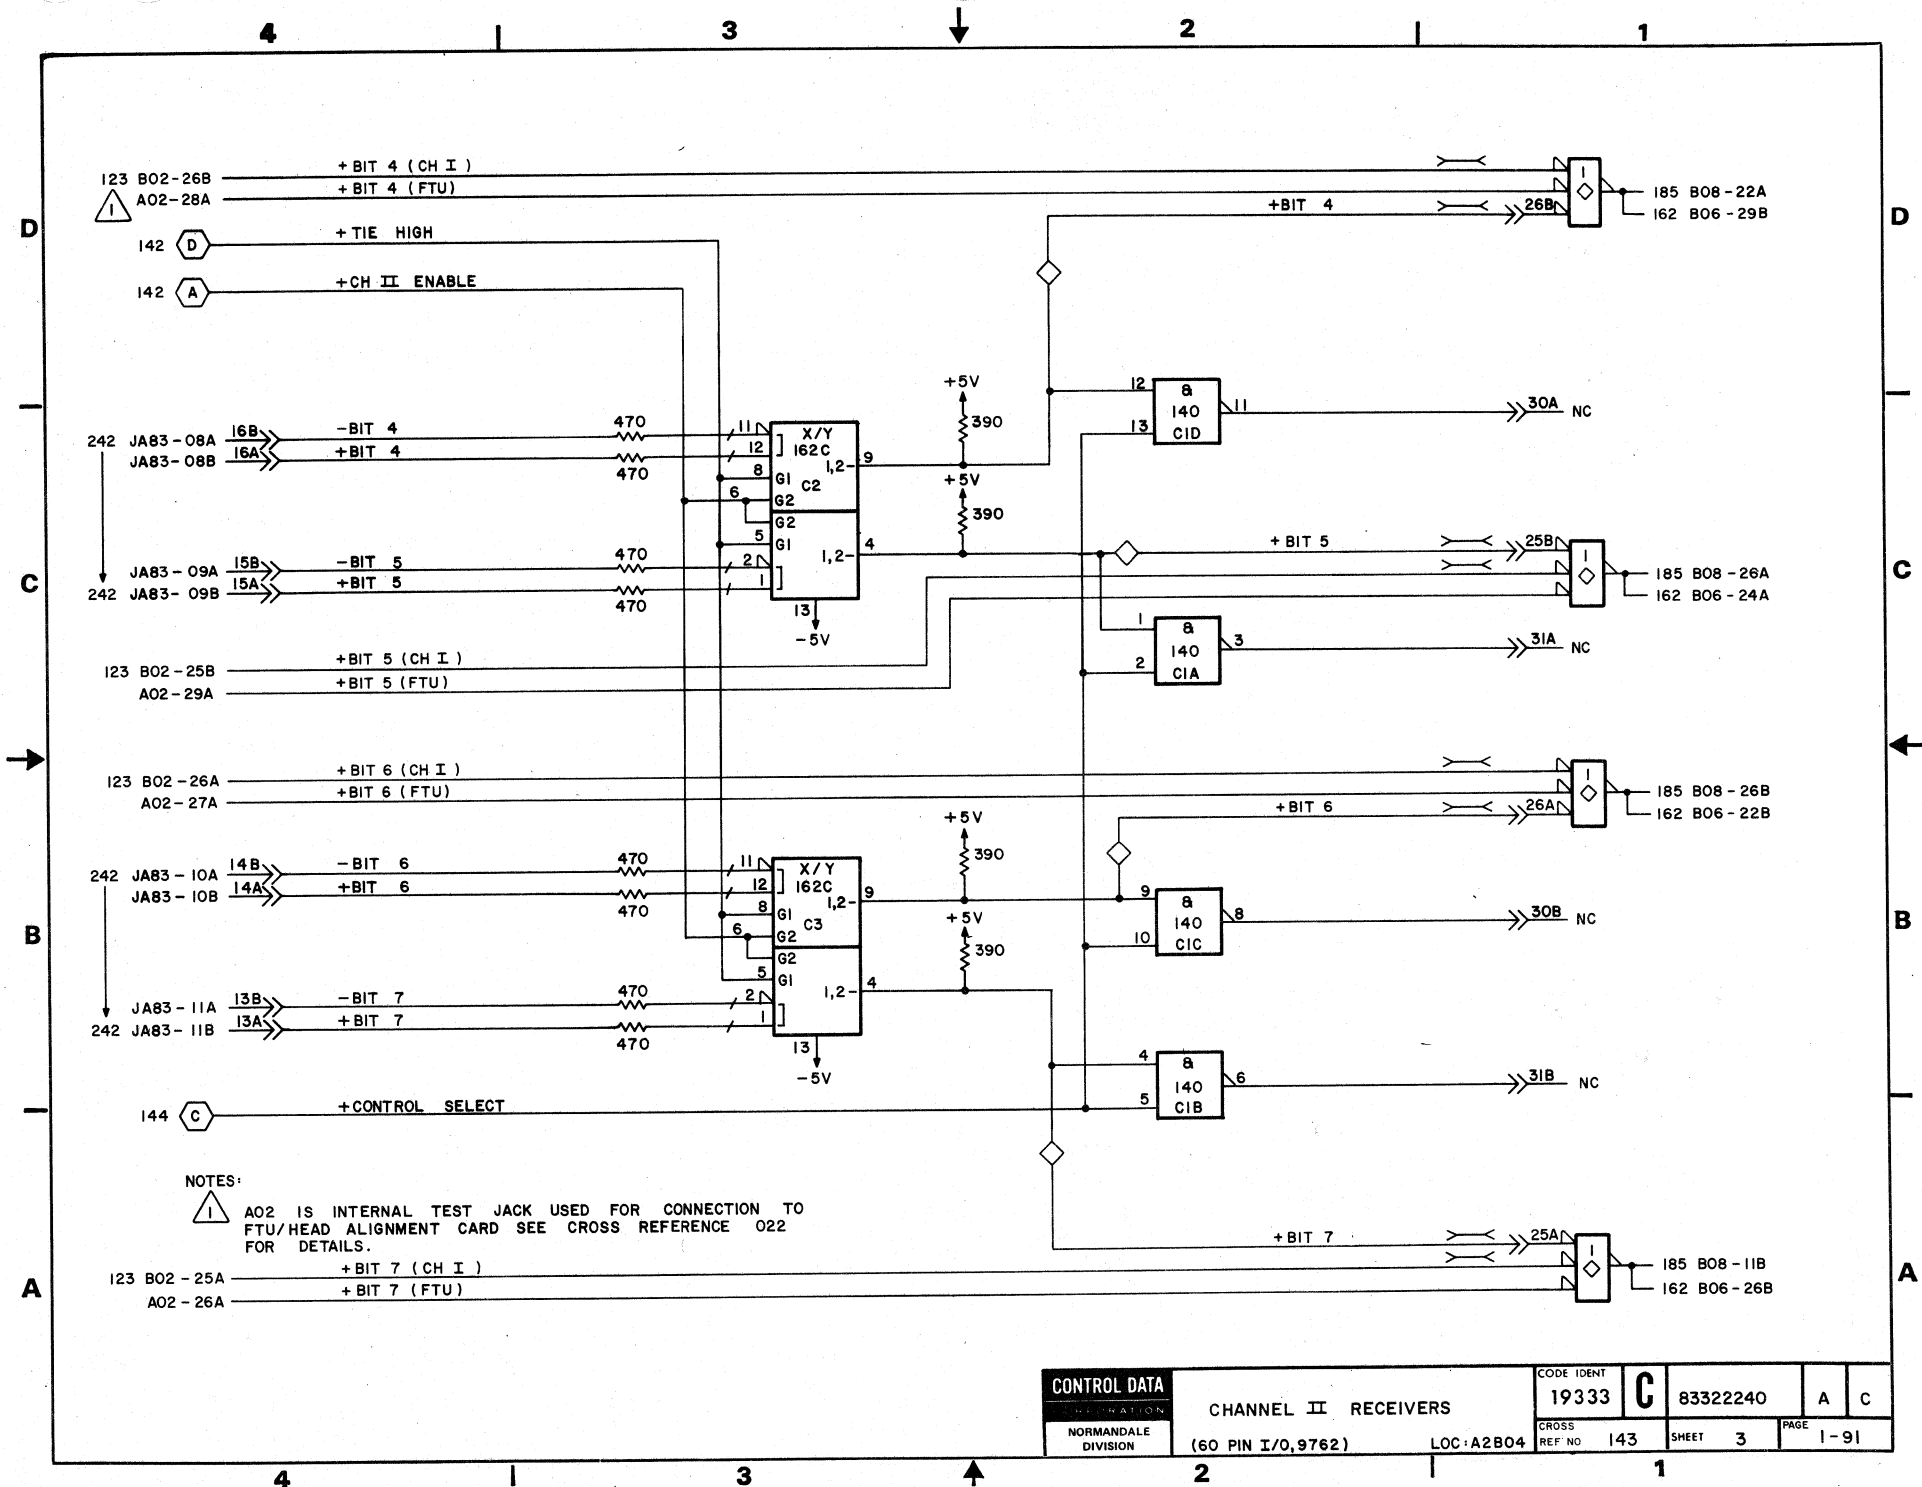 4 3 2 1
+BIT 4 (CH I)
123 B02-26B
+BIT 4 (FTU)
1 A02-28A
185 B08-22A
+BIT 4 26B
162 B06-29B
D D
+TIE HIGH
142 D
+CH II ENABLE
142 A
+5V
12 & 11 30A NC
390
140
13 C1D
242 JA83-08A 16B -BIT 4 470 11 X/Y
JA83-08B 16A +BIT 4 470 12 162C
1,2 9
8 G1 C2
6 G2
+5V
390
G2
5 G1
1,2 4
+BIT 5 25B
JA83-09A 15B -BIT 5 470 2
242 JA83-09B 15A +BIT 5 470 1
13
-5V
185 B08-26A
162 B06-24A
C C
1 & 3 31A NC
140
2 C1A
+BIT 5 (CH I)
123 B02-25B
+BIT 5 (FTU)
A02-29A
+BIT 6 (CH I)
123 B02-26A
+BIT 6 (FTU)
A02-27A
1
185 B08-26B
+BIT 6 26A
162 B06-22B
+5V
390
242 JA83-10A 14B -BIT 6 470 11 X/Y
JA83-10B 14A +BIT 6 470 12 162C
1,2 9
8 G1 C3
6 G2
+5V
390
G2
5 G1
1,2 4
9 & 8 30B NC
140
10 C1C
B B
JA83-11A 13B -BIT 7 470 2
242 JA83-11B 13A +BIT 7 470 1
13
-5V
4 & 6 31B NC
140
5 C1B
144 C +CONTROL SELECT
NOTES:
1 A02 IS INTERNAL TEST JACK USED FOR CONNECTION TO
FTU/HEAD ALIGNMENT CARD SEE CROSS REFERENCE 022
FOR DETAILS.
+BIT 7 25A
1
+BIT 7 (CH I)
123 B02-25A
185 B08-11B
+BIT 7 (FTU)
A02-26A
162 B06-26B
A A
CONTROL DATA
CORPORATION
NORMANDALE
DIVISION
CHANNEL II RECEIVERS
(60 PIN I/O,9762) LOC:A2B04
CODE IDENT
19333 C 83322240 A C
CROSS
REF NO 143 SHEET 3 PAGE 1-91
4 3 2 1